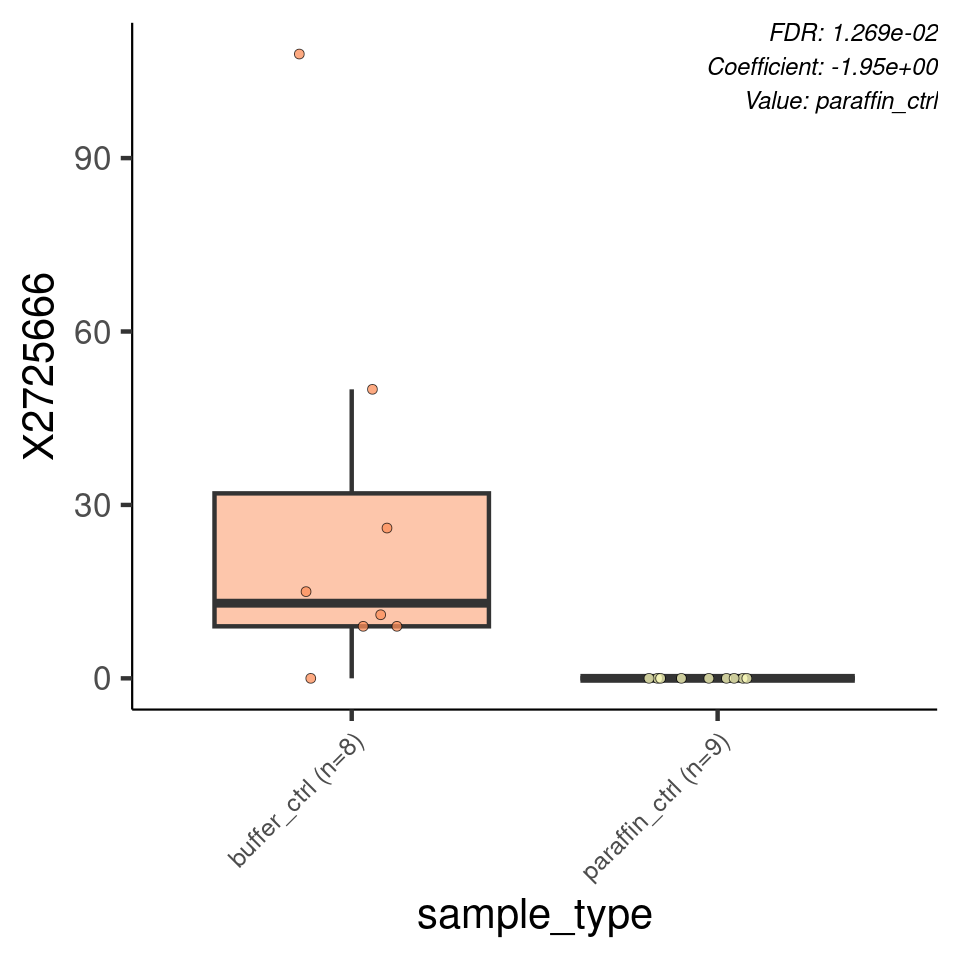 FDR: 1.269e-02
Coefficient: -1.95e+00
Value: paraffin_ctrl
X2725666
90
60
30
0
buffer_ctrl (n=8)
paraffin_ctrl (n=9)
sample_type